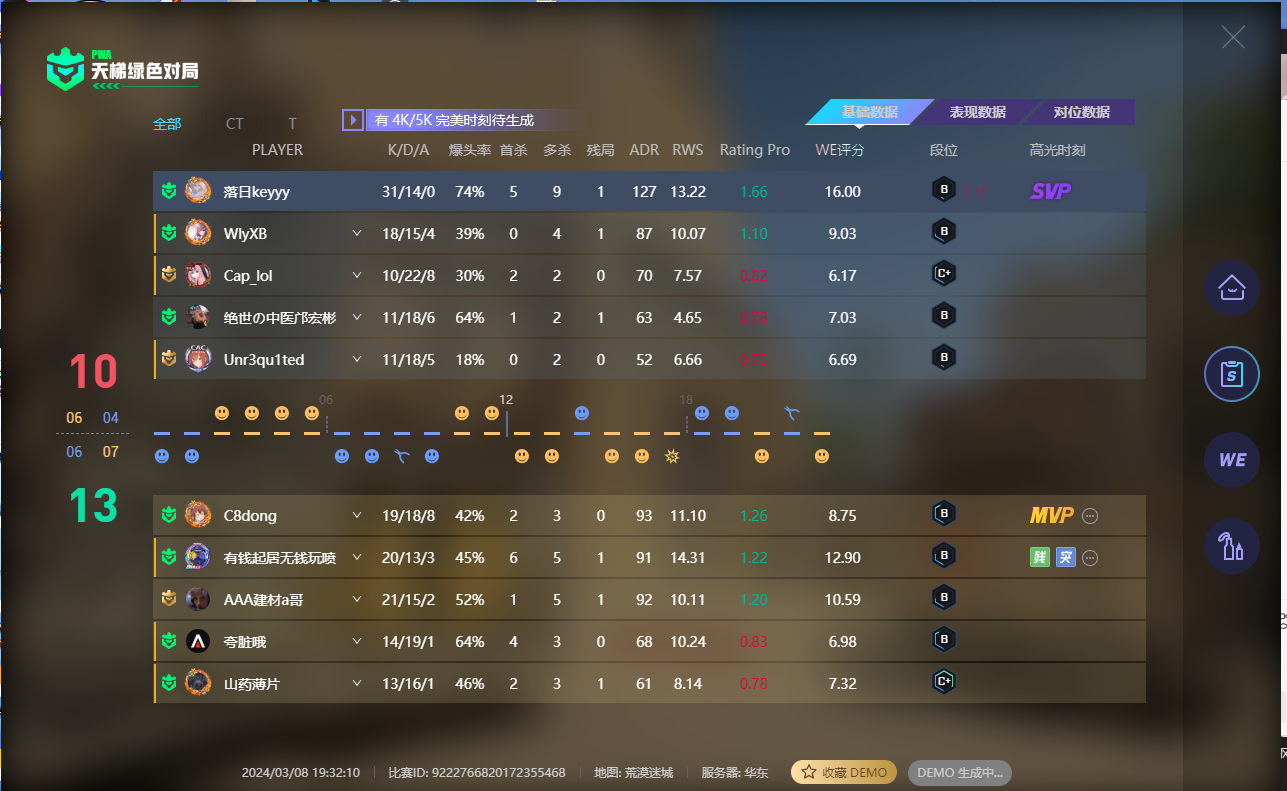 PWA
天梯绿色对局
全部 CT T 有 4K/5K 完美时刻待生成 基础数据 表现数据 对位数据
PLAYER K/D/A 爆头率 首杀 多杀 残局 ADR RWS Rating Pro WE评分 段位 高光时刻
落日keyyy 31/14/0 74% 5 9 1 127 13.22 1.66 16.00 B SVP
WlyXB 18/15/4 39% 0 4 1 87 10.07 1.10 9.03 B
Cap_lol 10/22/8 30% 2 2 0 70 7.57 0.82 6.17 C+
绝世の中医邝宏彬 11/18/6 64% 1 2 1 63 4.65 0.78 7.03 B
Unr3qu1ted 11/18/5 18% 0 2 0 52 6.66 0.75 6.69 B
10
06 04
06 12 18
06 07
13
C8dong 19/18/8 42% 2 3 0 93 11.10 1.26 8.75 B MVP
有钱起居无钱玩喷 20/13/3 45% 6 5 1 91 14.31 1.22 12.90 B 残 突
AAA建材a哥 21/15/2 52% 1 5 1 92 10.11 1.20 10.59 B
夸脏哦 14/19/1 64% 4 3 0 68 10.24 0.83 6.98 B
山药薄片 13/16/1 46% 2 3 1 61 8.14 0.78 7.32 C+
S
WE
2024/03/08 19:32:10 比赛ID: 9222766820172355468 地图: 荒漠迷城 服务器: 华东 收藏 DEMO DEMO 生成中...